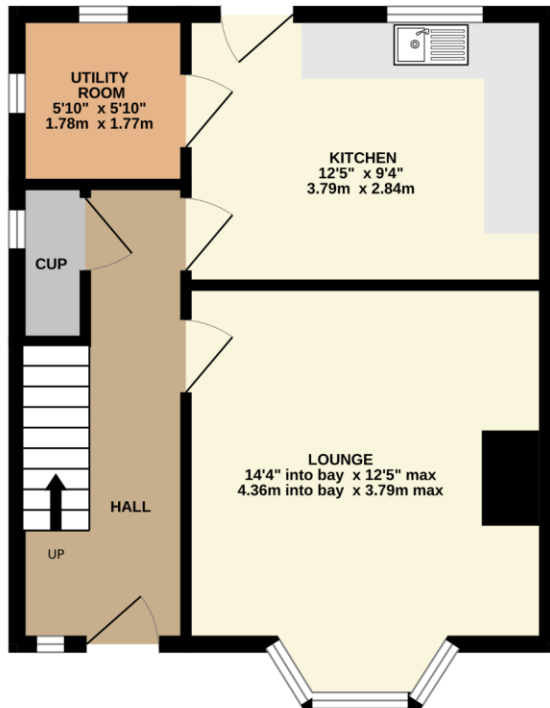 UTILITY
ROOM
5'10" x 5'10"
1.78m x 1.77m
KITCHEN
12'5" x 9'4"
3.79m x 2.84m
CUP
LOUNGE
14'4" into bay x 12'5" max
4.36m into bay x 3.79m max
HALL
UP